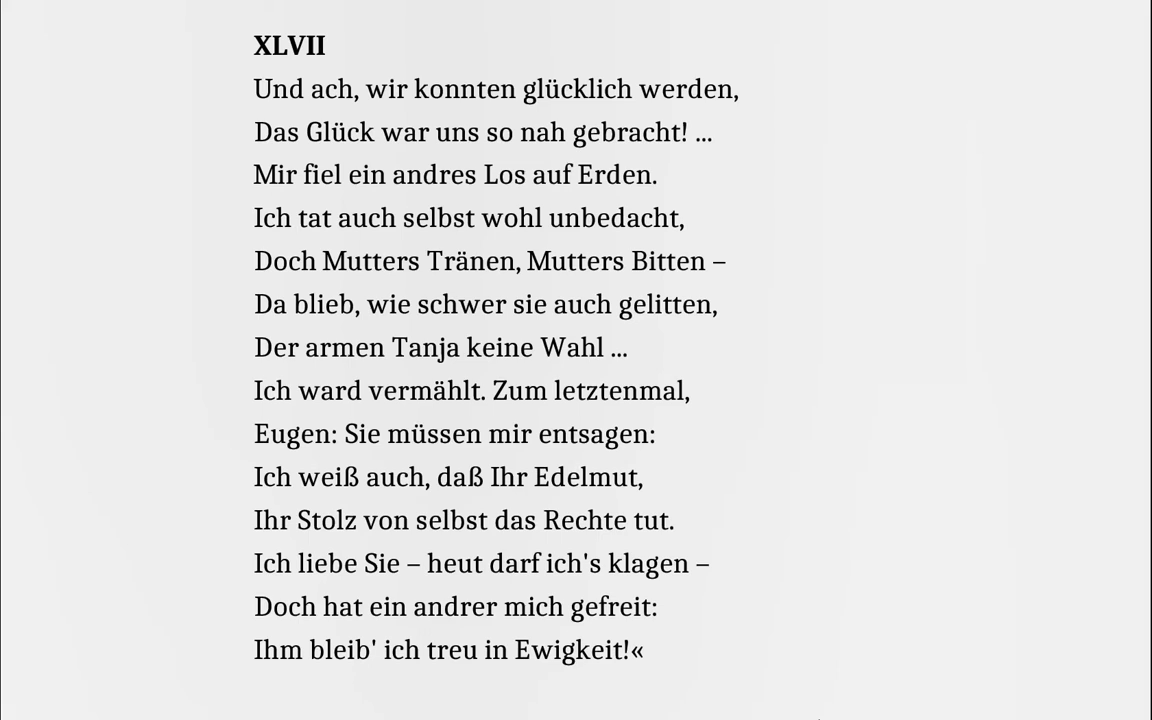 XLVII
Und ach, wir konnten glücklich werden,
Das Glück war uns so nah gebracht! ...
Mir fiel ein andres Los auf Erden.
Ich tat auch selbst wohl unbedacht,
Doch Mutters Tränen, Mutters Bitten –
Da blieb, wie schwer sie auch gelitten,
Der armen Tanja keine Wahl ...
Ich ward vermählt. Zum letztenmal,
Eugen: Sie müssen mir entsagen:
Ich weiß auch, daß Ihr Edelmut,
Ihr Stolz von selbst das Rechte tut.
Ich liebe Sie – heut darf ich's klagen –
Doch hat ein andrer mich gefreit:
Ihm bleib' ich treu in Ewigkeit!«